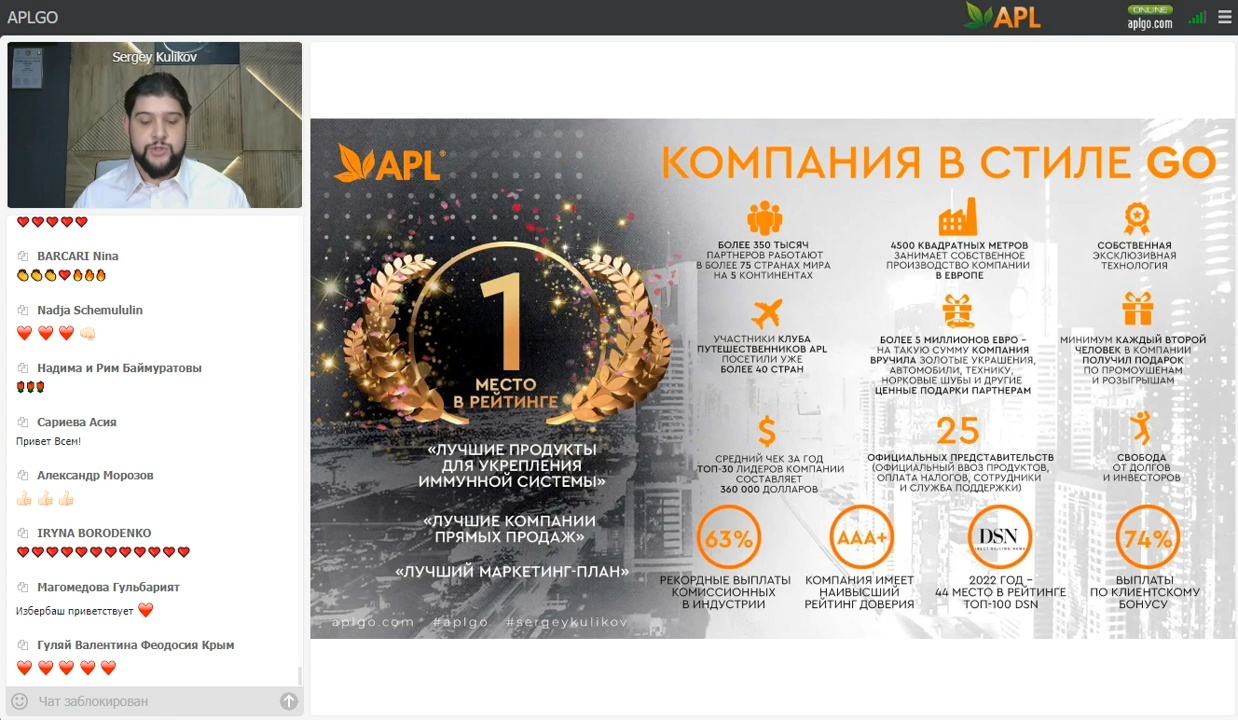 APLGO
APL
ONLINE
aplgo.com
Sergey Kulikov
BARCARI Nina
Nadja Schemululin
Надима и Рим Баймуратовы
Сариева Асия
Привет Всем!
Александр Морозов
IRYNA BORODENKO
Магомедова Гульбарият
Избербаш приветствует
Гуляй Валентина Феодосия Крым
Чат заблокирован
APL®
КОМПАНИЯ В СТИЛЕ GO
1
МЕСТО
В РЕЙТИНГЕ
«ЛУЧШИЕ ПРОДУКТЫ
ДЛЯ УКРЕПЛЕНИЯ
ИММУННОЙ СИСТЕМЫ»
«ЛУЧШИЕ КОМПАНИИ
ПРЯМЫХ ПРОДАЖ»
«ЛУЧШИЙ МАРКЕТИНГ-ПЛАН»
aplgo.com #aplgo #sergeykulikov
БОЛЕЕ 350 ТЫСЯЧ
ПАРТНЕРОВ РАБОТАЮТ
В БОЛЕЕ 75 СТРАНАХ МИРА
НА 5 КОНТИНЕНТАХ
4500 КВАДРАТНЫХ МЕТРОВ
ЗАНИМАЕТ СОБСТВЕННОЕ
ПРОИЗВОДСТВО КОМПАНИИ
В ЕВРОПЕ
СОБСТВЕННАЯ
ЭКСКЛЮЗИВНАЯ
ТЕХНОЛОГИЯ
УЧАСТНИКИ КЛУБА
ПУТЕШЕСТВЕННИКОВ APL
ПОСЕТИЛИ УЖЕ
БОЛЕЕ 40 СТРАН
БОЛЕЕ 5 МИЛЛИОНОВ ЕВРО –
НА ТАКУЮ СУММУ КОМПАНИЯ
ВРУЧИЛА ЗОЛОТЫЕ УКРАШЕНИЯ,
АВТОМОБИЛИ, ТЕХНИКУ,
НОРКОВЫЕ ШУБЫ И ДРУГИЕ
ЦЕННЫЕ ПОДАРКИ ПАРТНЕРАМ
МИНИМУМ КАЖДЫЙ ВТОРОЙ
ЧЕЛОВЕК В КОМПАНИИ
ПОЛУЧИЛ ПОДАРОК
ПО ПРОМОУШЕНАМ
И РОЗЫГРЫШАМ
$
СРЕДНИЙ ЧЕК ЗА ГОД
ТОП-30 ЛИДЕРОВ КОМПАНИИ
СОСТАВЛЯЕТ
360 000 ДОЛЛАРОВ
25
ОФИЦИАЛЬНЫХ ПРЕДСТАВИТЕЛЬСТВ
(ОФИЦИАЛЬНЫЙ ВВОЗ ПРОДУКТОВ,
ОПЛАТА НАЛОГОВ, СОТРУДНИКИ
И СЛУЖБА ПОДДЕРЖКИ)
СВОБОДА
ОТ ДОЛГОВ
И ИНВЕСТОРОВ
63%
РЕКОРДНЫЕ ВЫПЛАТЫ
КОМИССИОННЫХ
В ИНДУСТРИИ
AAA+
КОМПАНИЯ ИМЕЕТ
НАИВЫСШИЙ
РЕЙТИНГ ДОВЕРИЯ
DSN
2022 ГОД –
44 МЕСТО В РЕЙТИНГЕ
ТОП-100 DSN
74%
ВЫПЛАТЫ
ПО КЛИЕНТСКОМУ
БОНУСУ